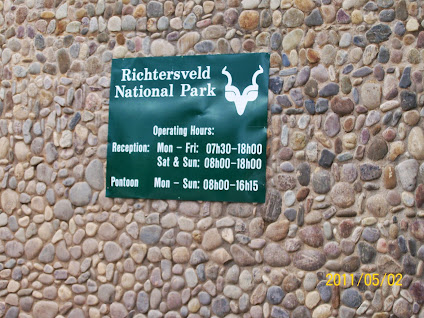 Richtersveld
National Park
Operating Hours:
Reception: Mon - Fri: 07h30-18h00
Sat & Sun: 08h00-18h00
Pontoon Mon - Sun: 08h00-16h15
2011/05/02